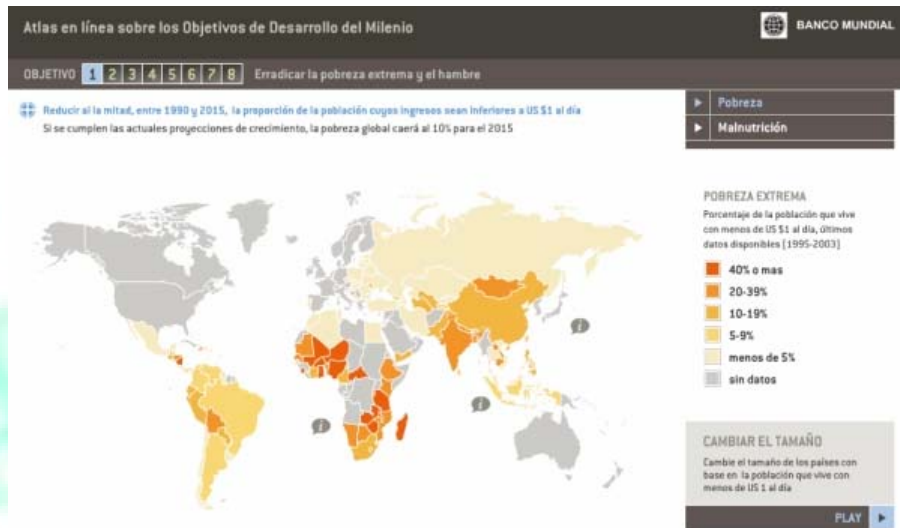 Atlas en línea sobre los Objetivos de Desarrollo del Milenio
BANCO MUNDIAL
OBJETIVO 1 2 3 4 5 6 7 8 Erradicar la pobreza extrema y el hambre
Reducir al la mitad, entre 1990 y 2015, la proporción de la población cuyos ingresos sean inferiores a US $1 al día
Si se cumplen las actuales proyecciones de crecimiento, la pobreza global caerá al 10% para el 2015
Pobreza
Malnutrición
POBREZA EXTREMA
Porcentaje de la población que vive
con menos de US $1 al día, últimos
datos disponibles (1995-2003)
40% o mas
20-39%
10-19%
5-9%
menos de 5%
sin datos
i
i
i
CAMBIAR EL TAMAÑO
Cambie el tamaño de los países con
base en la población que vive con
menos de US 1 al día
PLAY